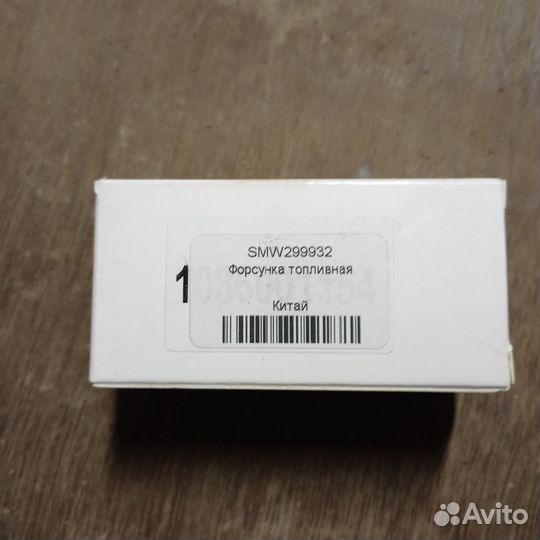 SMW299932
Форсунка топливная
1
Китай
Avito